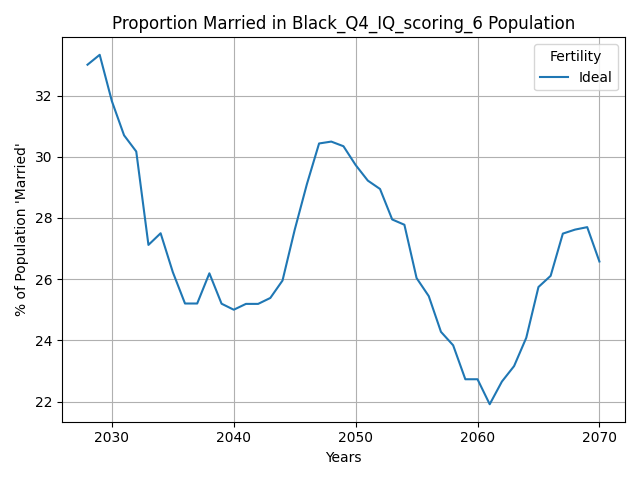 Proportion Married in Black_Q4_IQ_scoring_6 Population
Fertility
Ideal
% of Population 'Married'
32
30
28
26
24
22
2030 2040 2050 2060 2070
Years